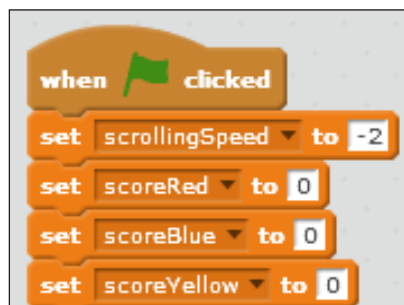 when clicked
set scrollingSpeed to -2
set scoreRed to 0
set scoreBlue to 0
set scoreYellow to 0